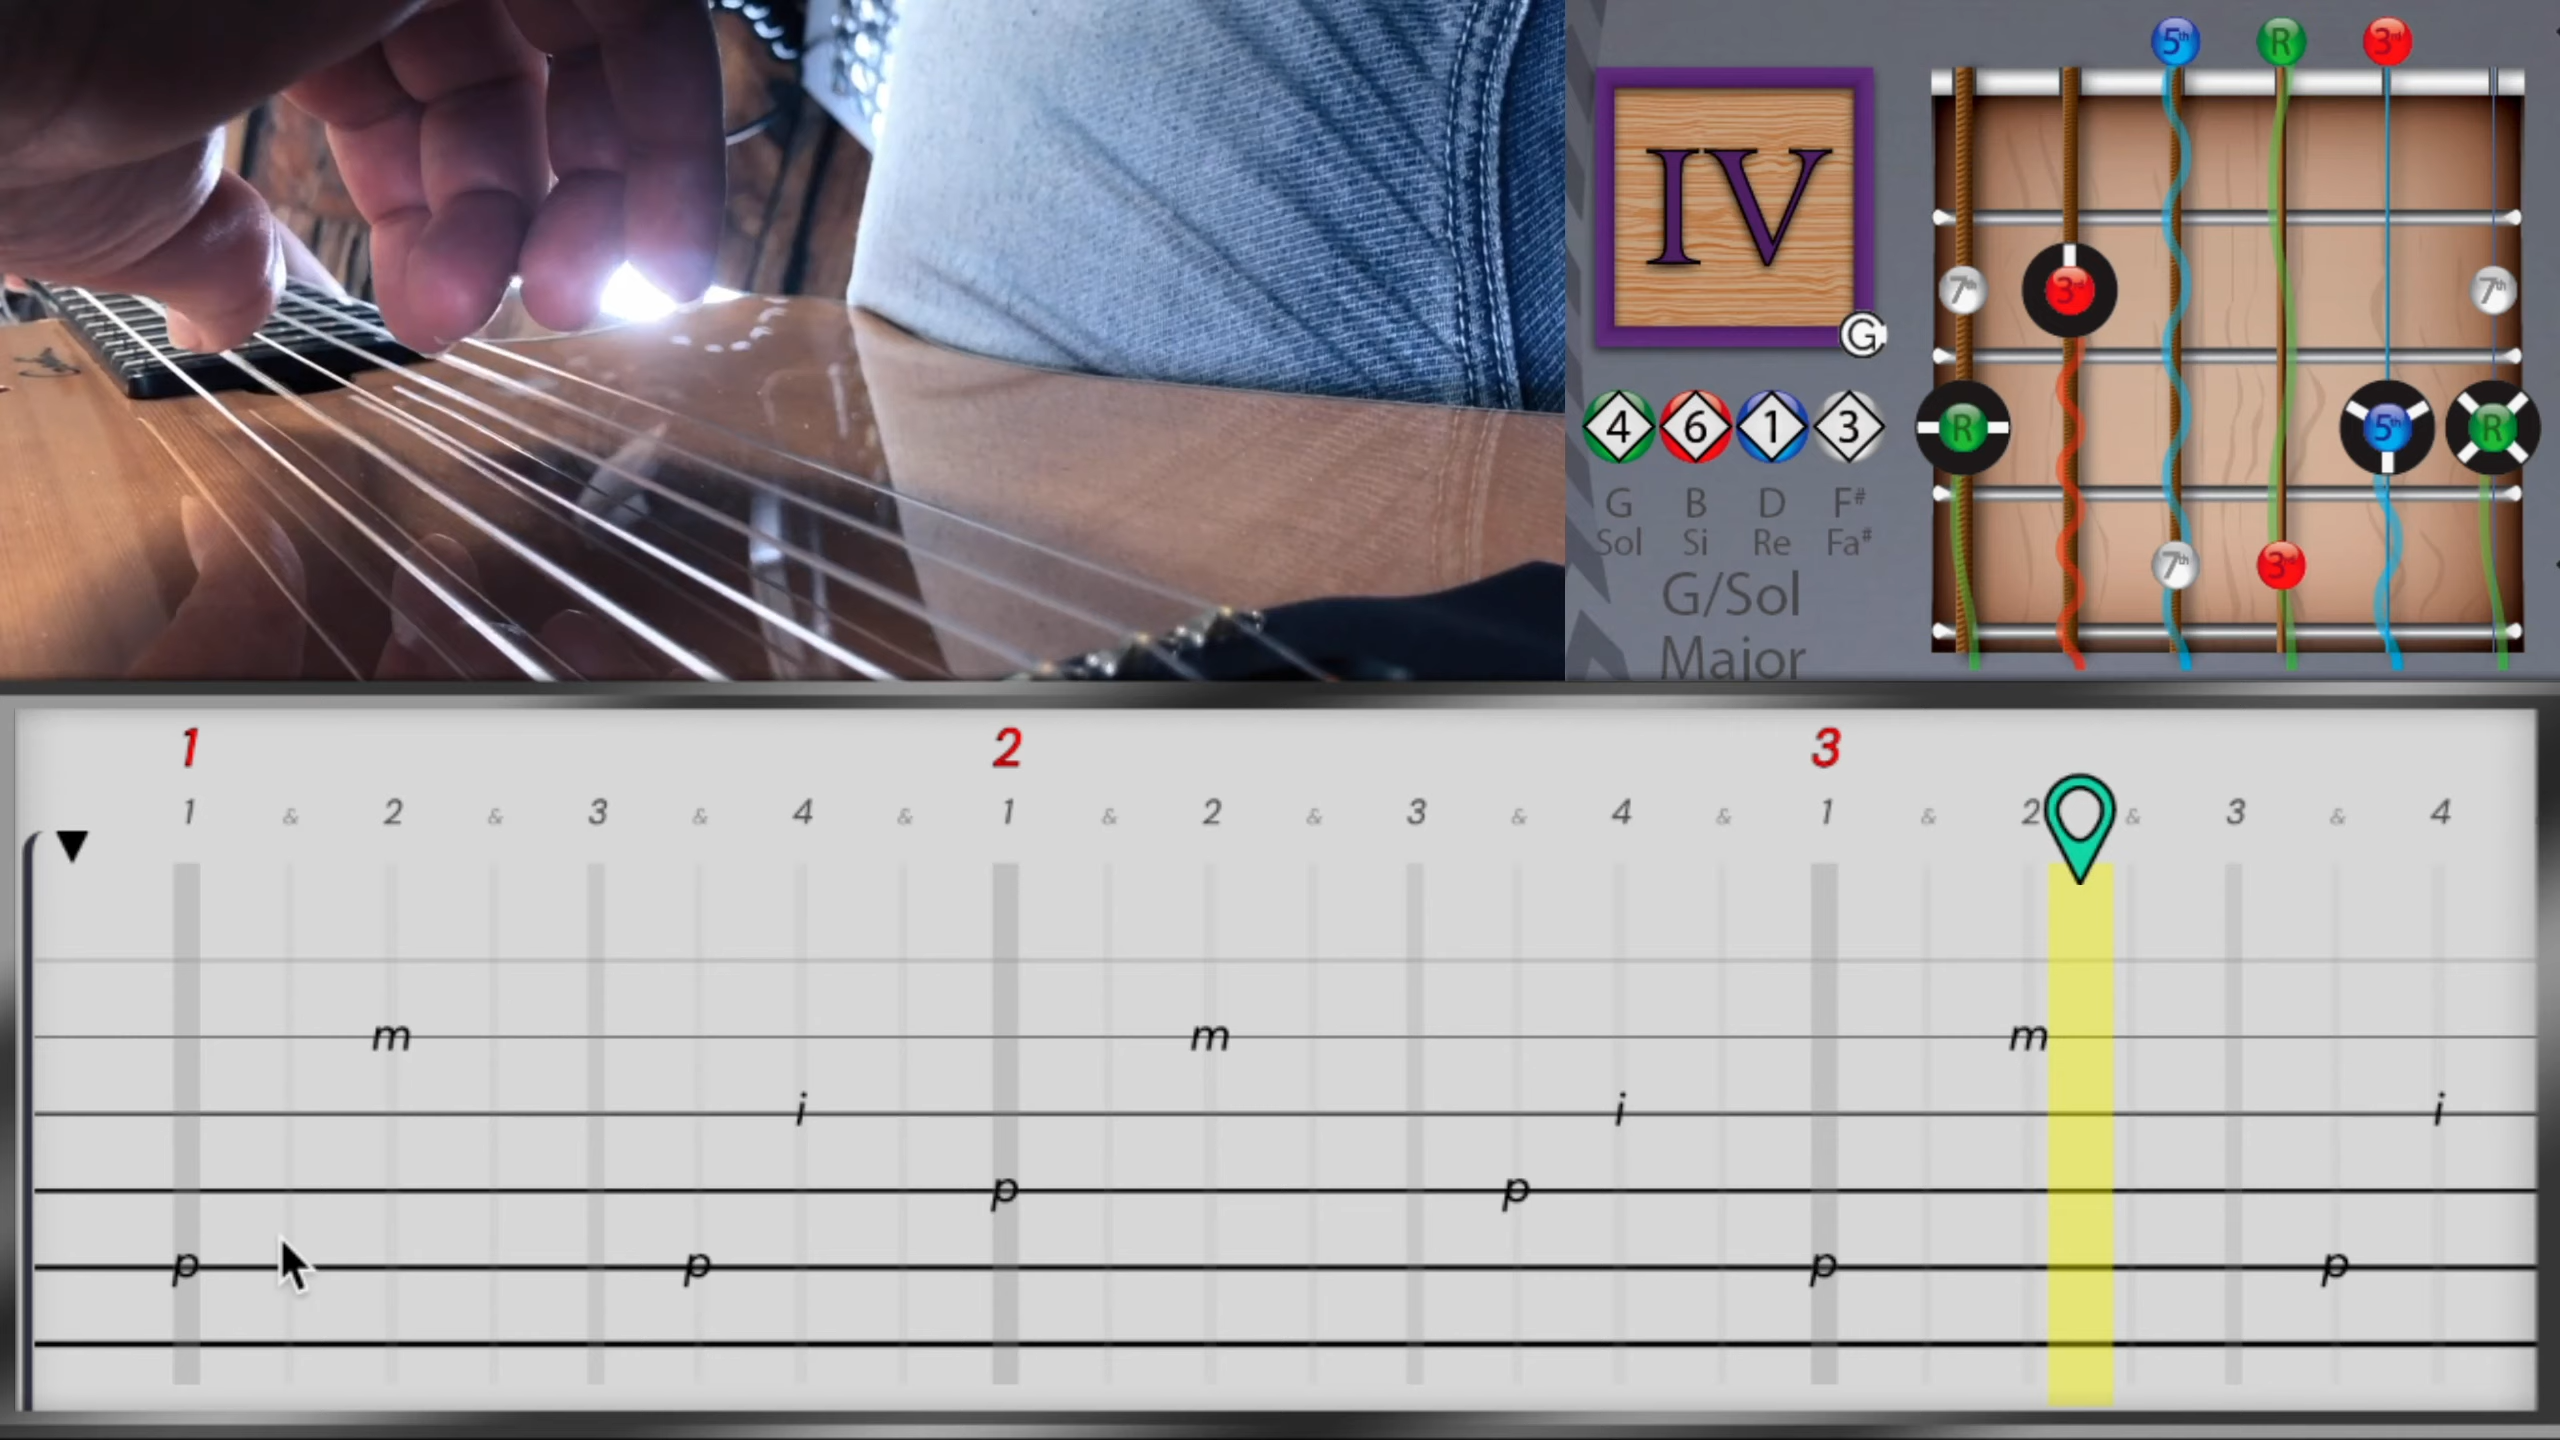 5th R 3rd
IV
G
7th 3rd 7th
4 6 1 3
R 5th R
G B D F#
Sol Si Re Fa#
7th 3rd
G/Sol
Major
1 2 3
1 & 2 & 3 & 4 & 1 & 2 & 3 & 4 & 1 & 2 & 3 & 4
m m m
i i i
p p
p p p p